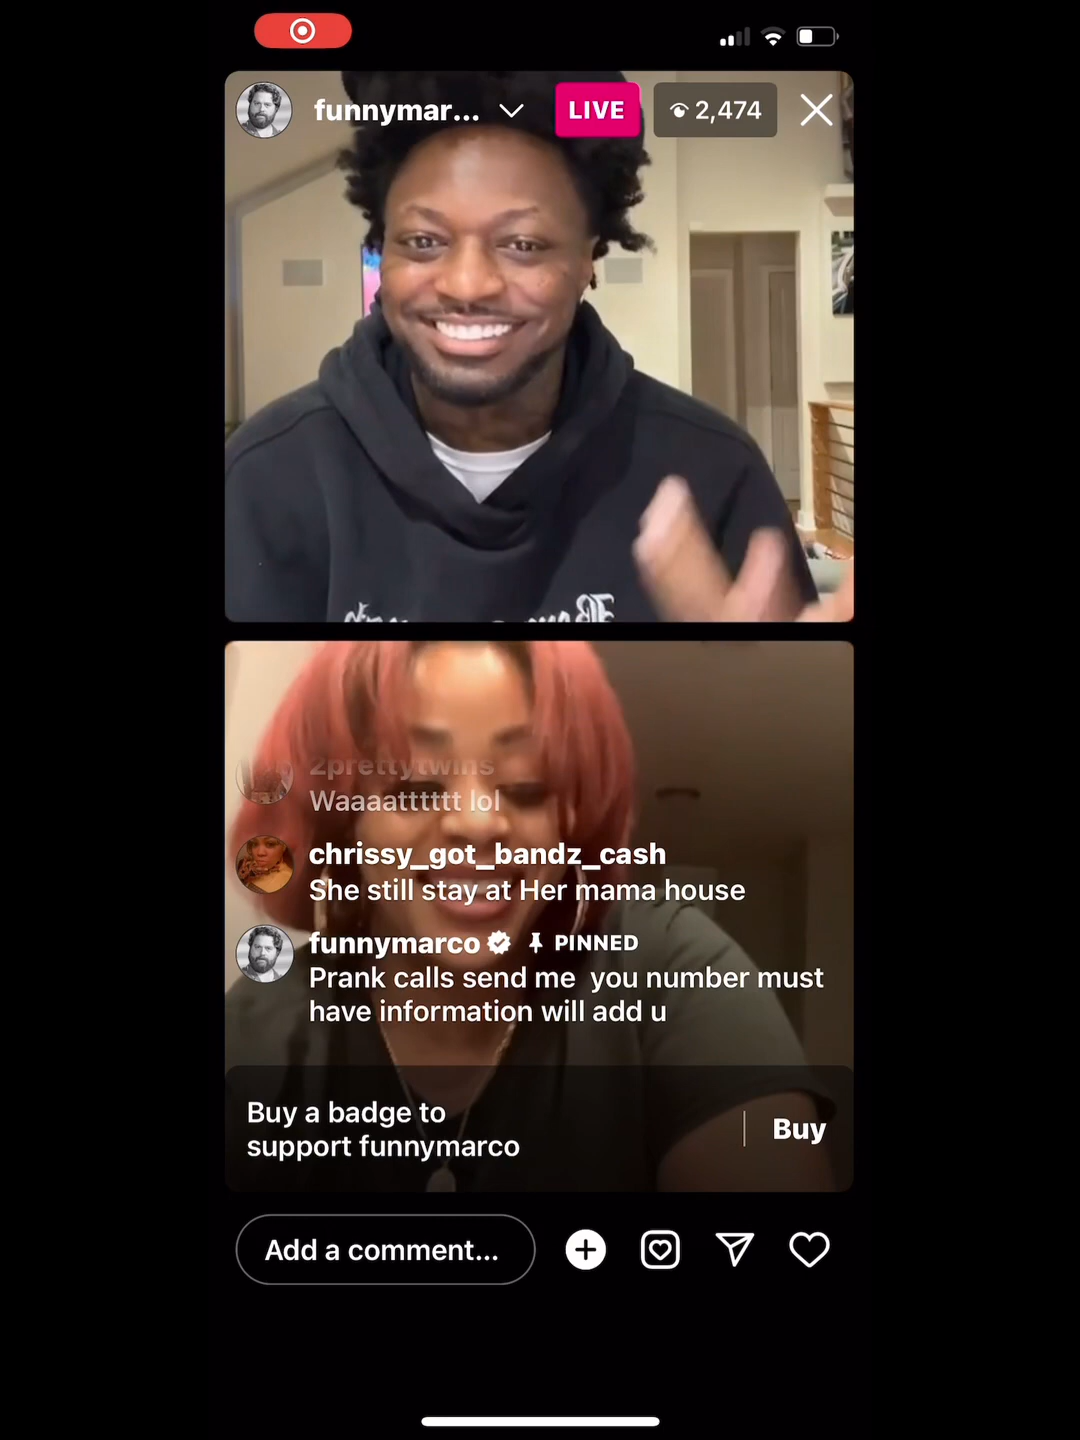 funnymar...
LIVE
2,474
2prettytwins
Waaaatttttt lol
chrissy_got_bandz_cash
She still stay at Her mama house
funnymarco PINNED
Prank calls send me you number must
have information will add u
Buy a badge to
support funnymarco
Buy
Add a comment...